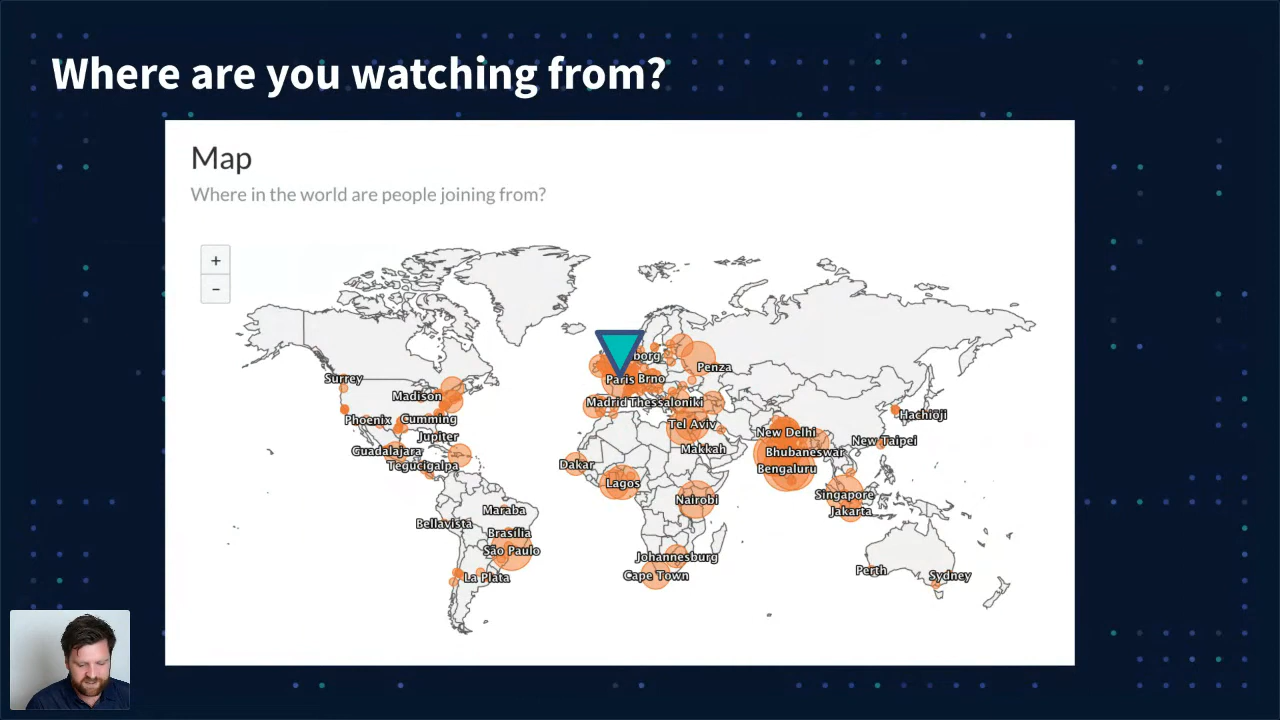 Where are you watching from?
Map
Where in the world are people joining from?
+
-
borg
Penza
Paris
Brno
Surrey
Madison
Madrid
Thessaloniki
Phoenix
Cumming
Hachioji
Tel Aviv
New Delhi
Jupiter
New Taipei
Guadalajara
Makkah
Bhubaneswar
Tegucigalpa
Dakar
Bengaluru
Lagos
Singapore
Nairobi
Jakarta
Maraba
Bellavista
Brasília
São Paulo
Johannesburg
La Plata
Cape Town
Perth
Sydney